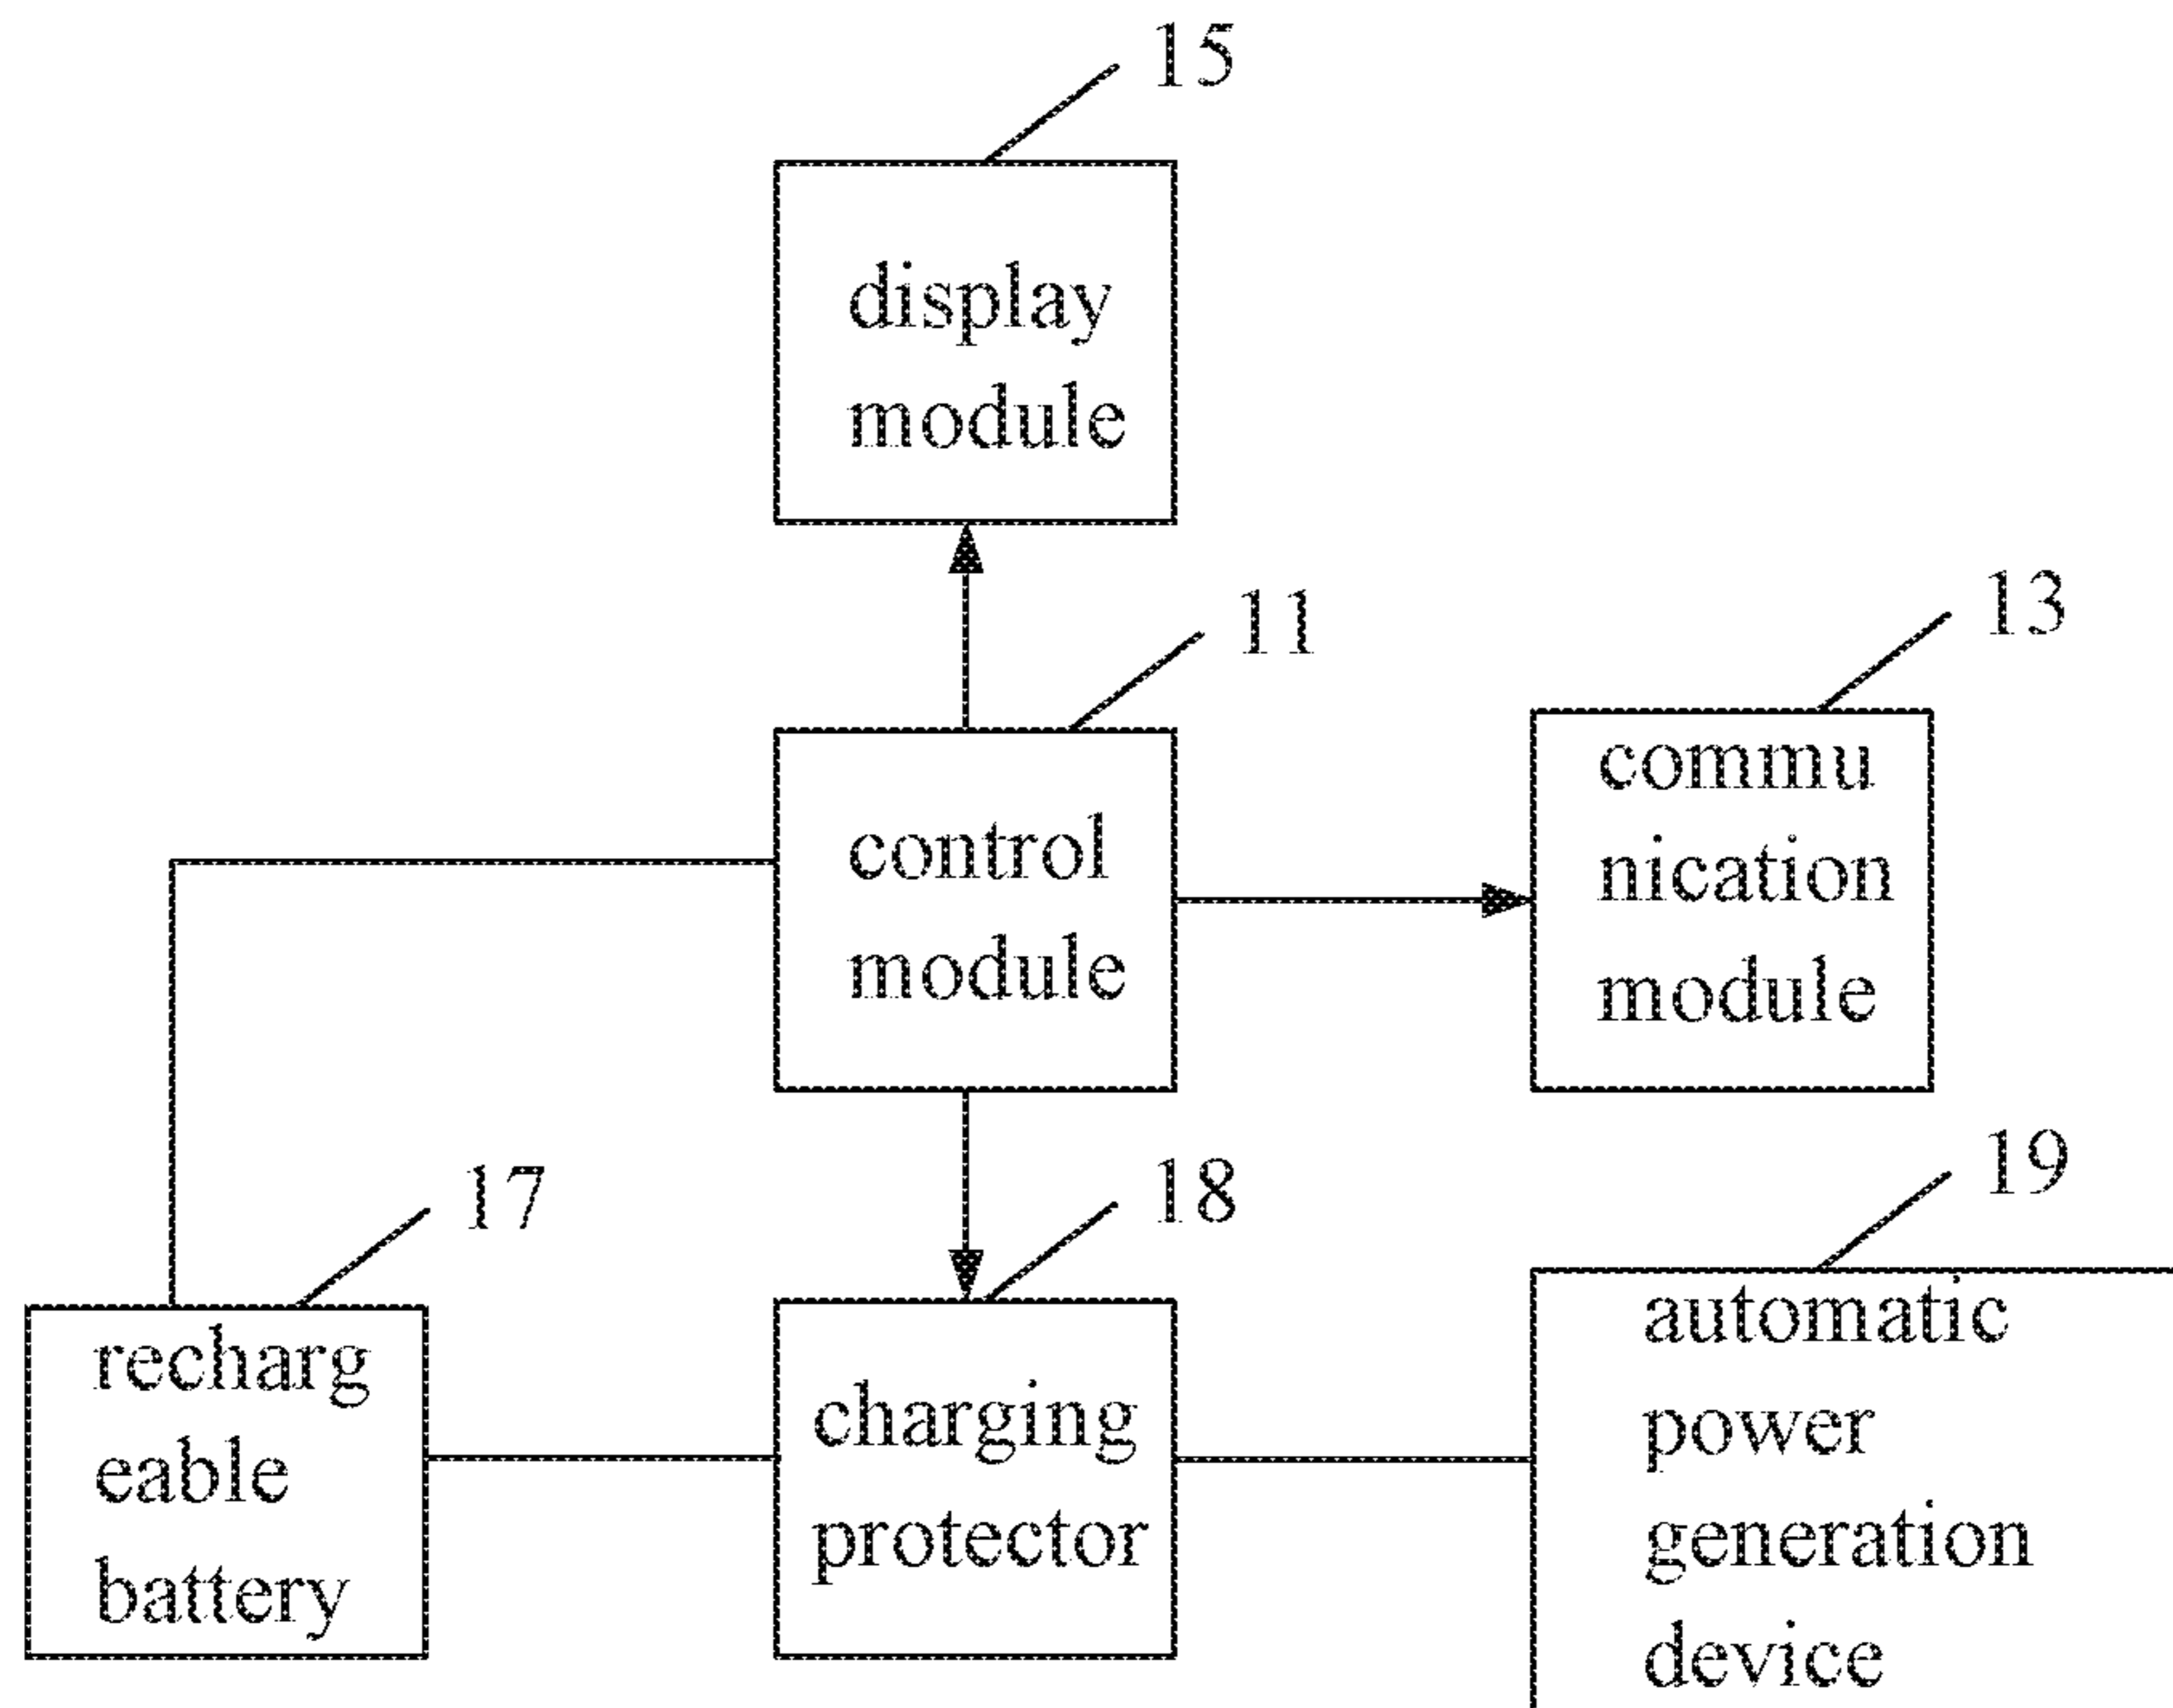 15
display
module
11
control
module
13
commu
nication
module
17
recharg
eable
battery
18
charging
protector
19
automatic
power
generation
device